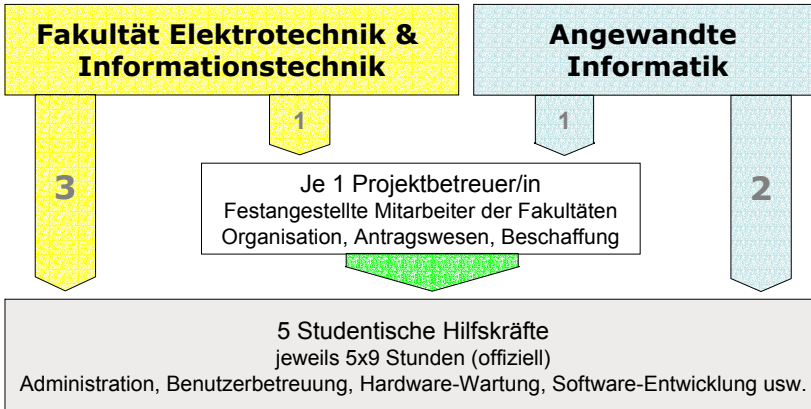 Fakultät Elektrotechnik &
Informationstechnik
Angewandte
Informatik
1
1
3
2
Je 1 Projektbetreuer/in
Festangestellte Mitarbeiter der Fakultäten
Organisation, Antragswesen, Beschaffung
5 Studentische Hilfskräfte
jeweils 5x9 Stunden (offiziell)
Administration, Benutzerbetreuung, Hardware-Wartung, Software-Entwicklung usw.